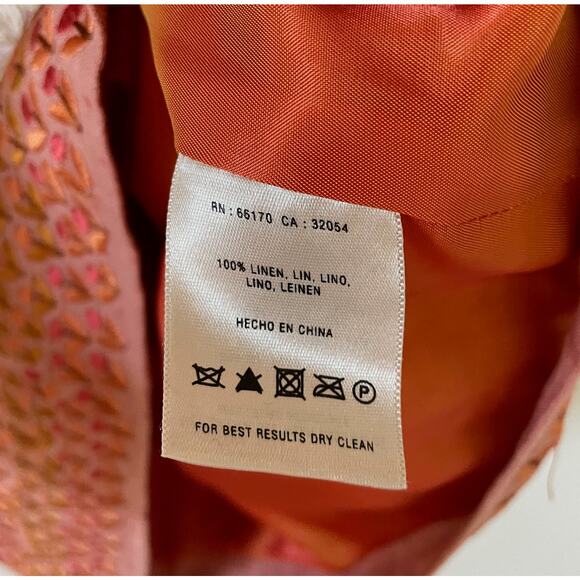 RN : 66170 CA : 32054
100% LINEN, LIN, LINO,
LINO, LEINEN
HECHO EN CHINA
P
FOR BEST RESULTS DRY CLEAN